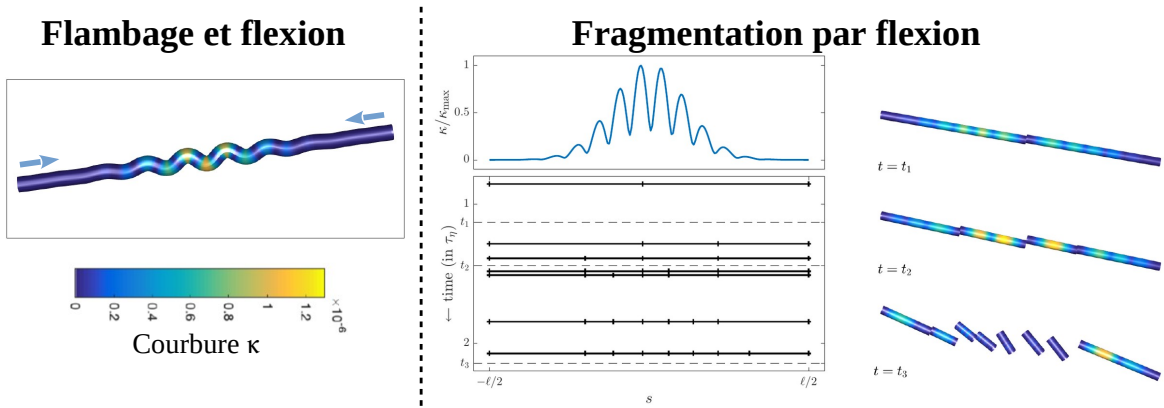 Flambage et flexion
0
0.2
0.4
0.6
0.8
1
1.2
×10⁻⁶
Courbure κ
Fragmentation par flexion
κ/κmax
1
0.5
0
← time (in τη)
1
t₁
t₂
2
t₃
−ℓ/2
ℓ/2
s
t = t₁
t = t₂
t = t₃